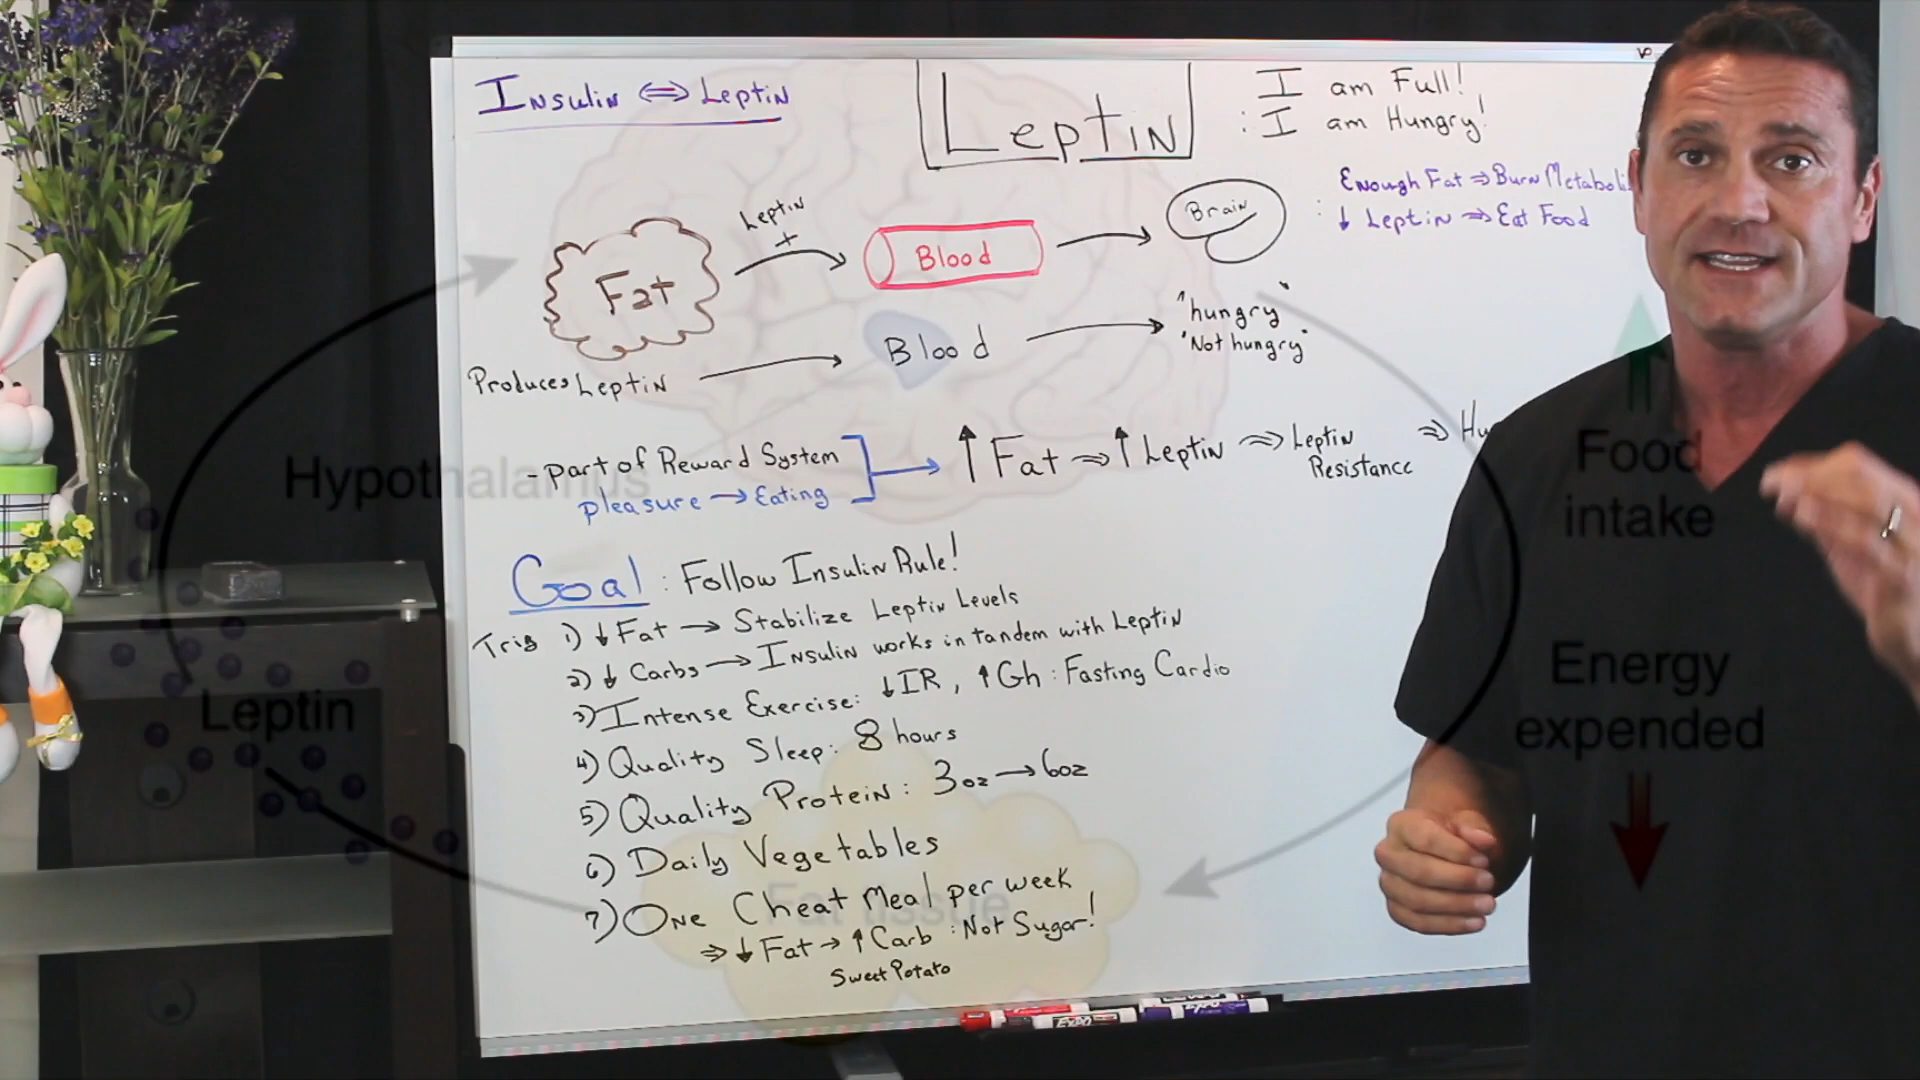 Insulin ⇔ Leptin
Leptin
I am Full!
: I am Hungry!
Enough Fat ⇒ Burn
: ↓ Leptin ⇒ Eat Food
Leptin
+
Fat
Blood
Brain
Produces Leptin
Blood
"hungry"
"Not hungry"
- part of Reward System
pleasure → Eating
↑ Fat ⇒ ↑ Leptin ⇒ Leptin Resistance ⇒
Hypothalamus
Food
intake
Goal : Follow Insulin Rule!
Trig 1) ↓ Fat → Stabilize Leptin Levels
2) ↓ Carbs → Insulin works in tandem with Leptin
3) Intense Exercise: ↓ IR, ↑ Gh : Fasting Cardio
4) Quality Sleep: 8 hours
5) Quality Protein : 3oz → 6oz
6) Daily Vegetables
7) One Cheat Meal per week
⇒ ↓ Fat → ↑ Carb : Not Sugar!
Sweet Potato
Leptin
Energy
expended
Fat tissue
EXPO